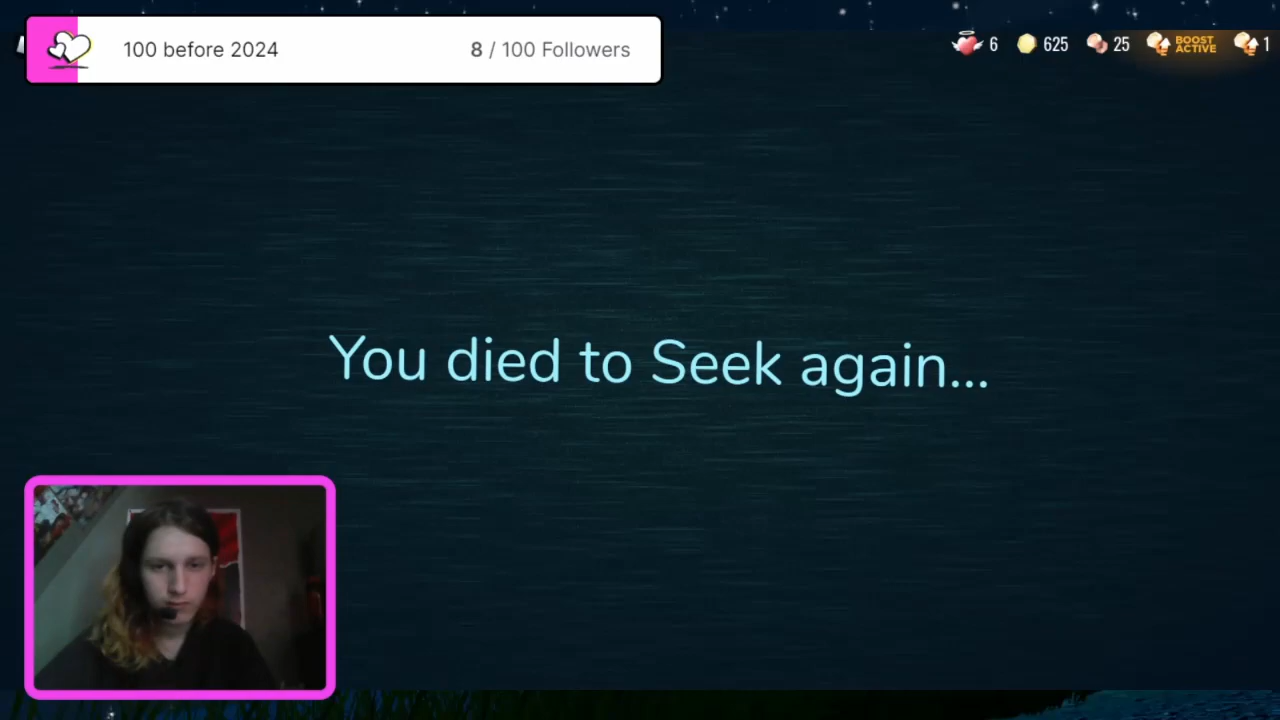 100 before 2024
8 / 100 Followers
6
625
25
BOOST
ACTIVE
1
You died to Seek again...